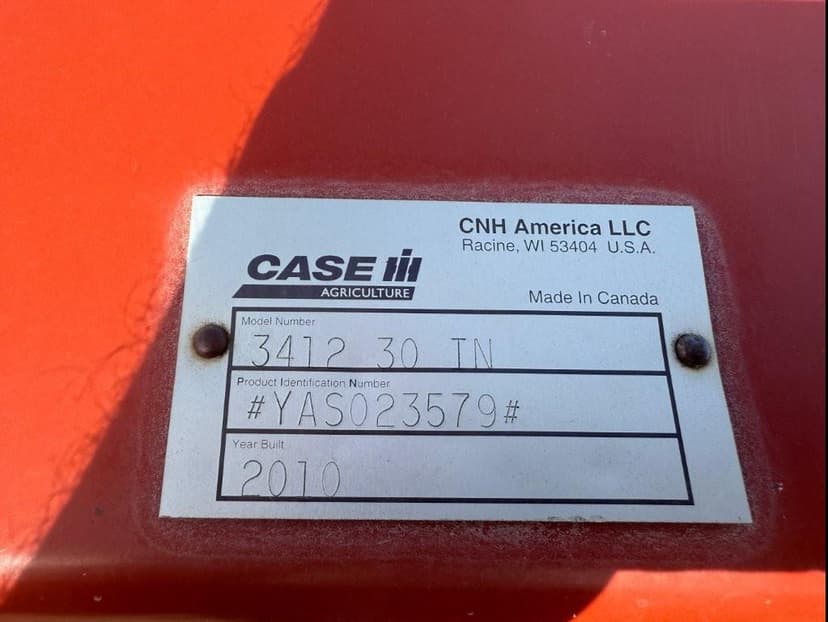 CNH America LLC
Racine, WI 53404 U.S.A.
CASE IH
AGRICULTURE
Made In Canada
Model Number
3412 30 IN
Product Identification Number
#YAS023579#
Year Built
2010